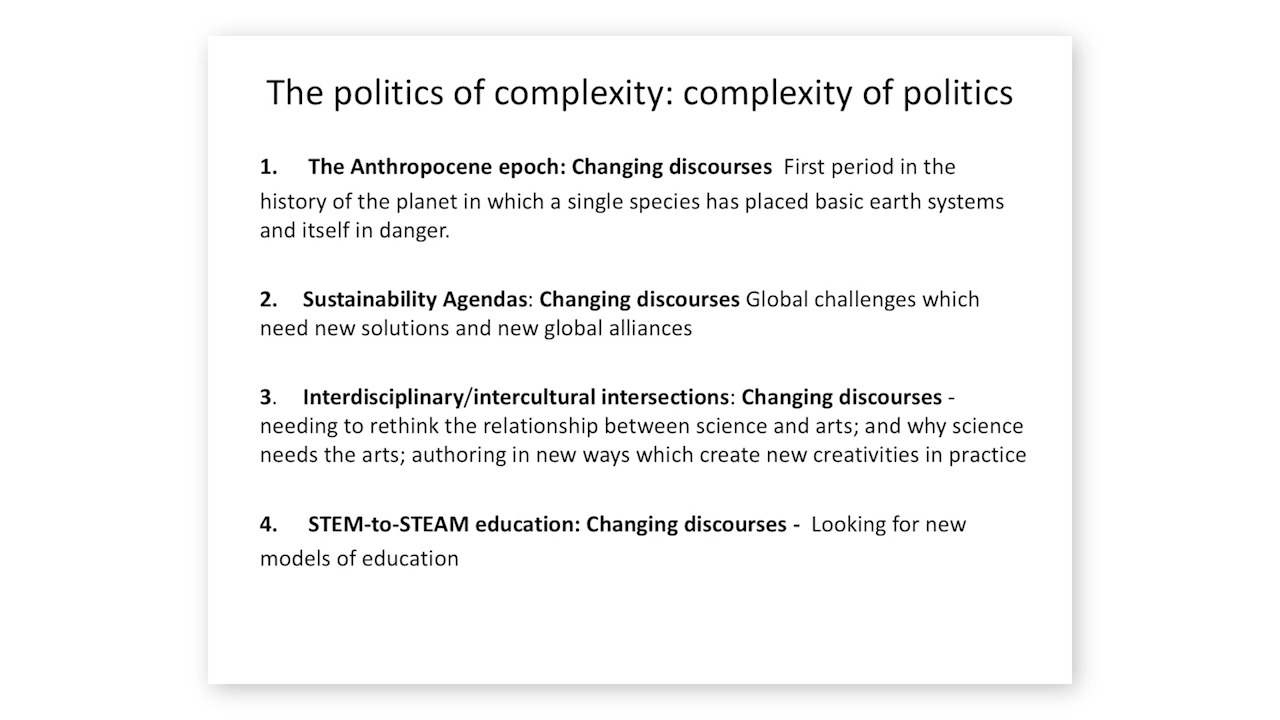 The politics of complexity: complexity of politics
1. The Anthropocene epoch: Changing discourses First period in the
history of the planet in which a single species has placed basic earth systems
and itself in danger.
2. Sustainability Agendas: Changing discourses Global challenges which
need new solutions and new global alliances
3. Interdisciplinary/intercultural intersections: Changing discourses -
needing to rethink the relationship between science and arts; and why science
needs the arts; authoring in new ways which create new creativities in practice
4. STEM-to-STEAM education: Changing discourses - Looking for new
models of education